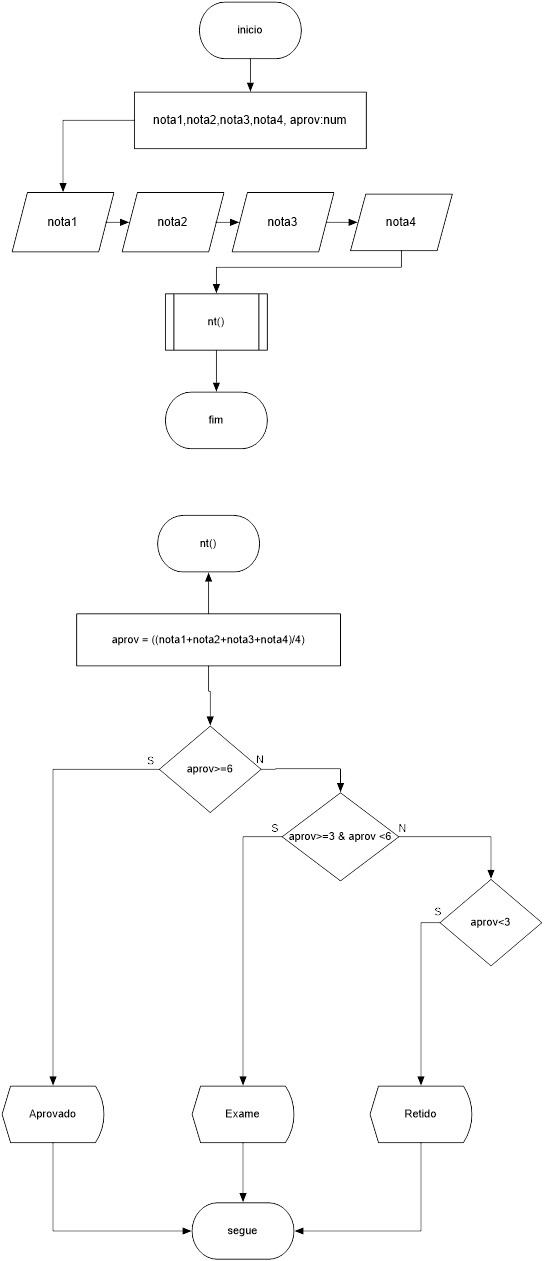 inicio
nota1,nota2,nota3,nota4, aprov:num
nota1
nota2
nota3
nota4
nt()
fim
nt()
aprov = ((nota1+nota2+nota3+nota4)/4)
S
aprov>=6
N
S
aprov>=3 & aprov <6
N
S
aprov<3
Aprovado
Exame
Retido
segue